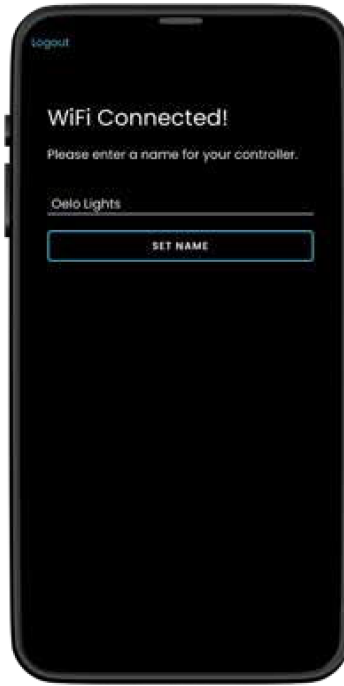 Logout
WiFi Connected!
Please enter a name for your controller.
Oelo Lights
SET NAME